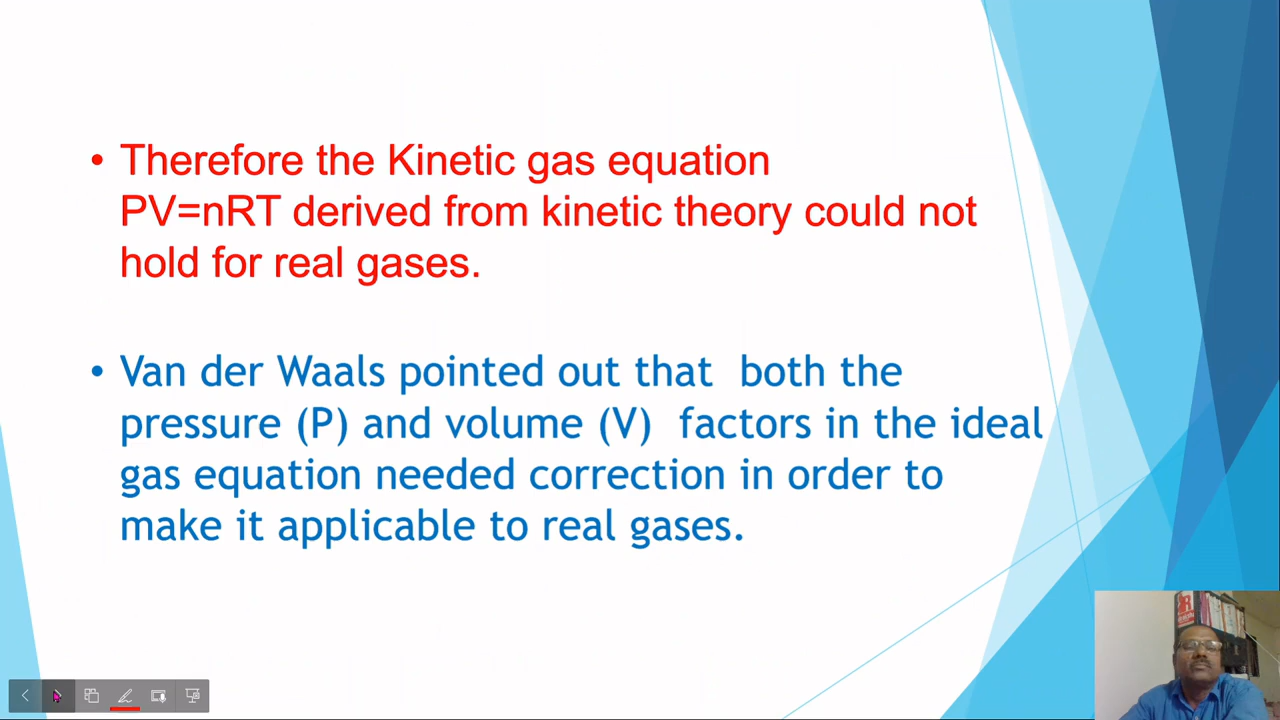 • Therefore the Kinetic gas equation
PV=nRT derived from kinetic theory could not
hold for real gases.
• Van der Waals pointed out that both the
pressure (P) and volume (V) factors in the ideal
gas equation needed correction in order to
make it applicable to real gases.